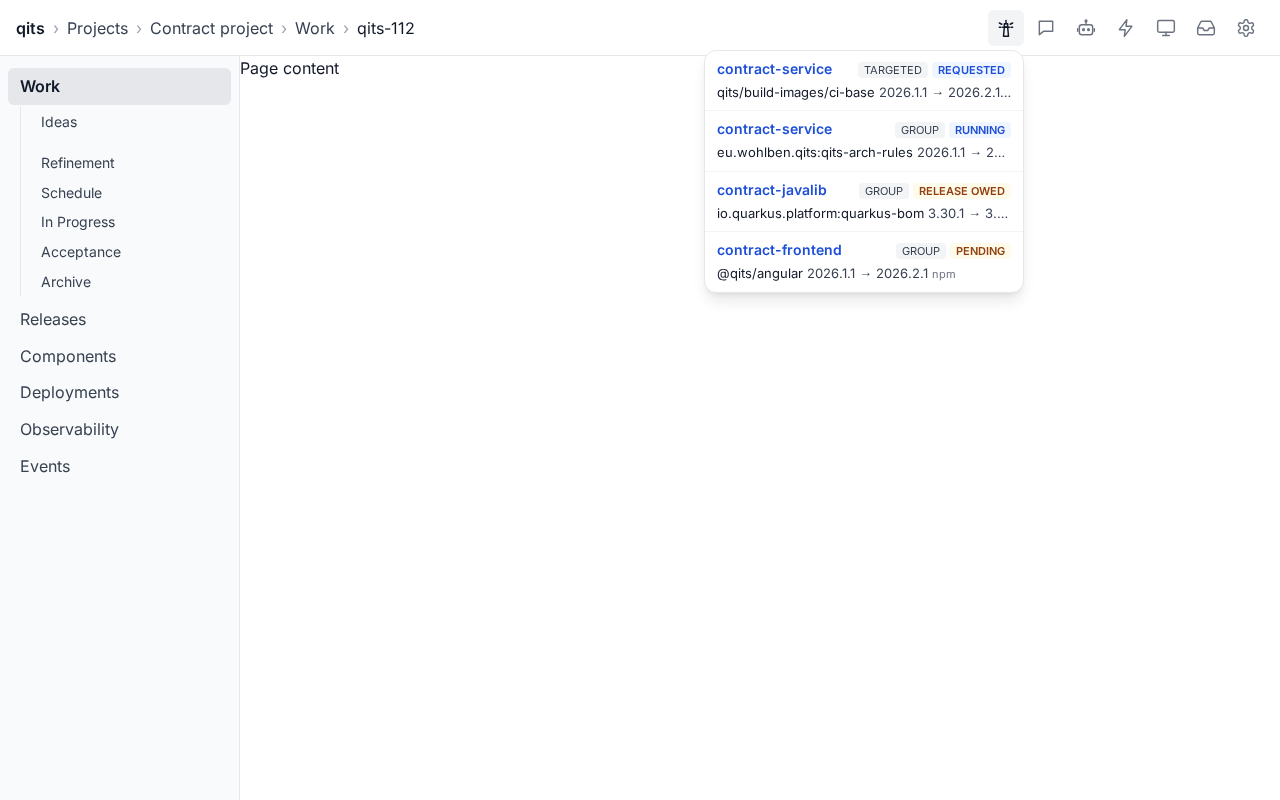 qits › Projects › Contract project › Work › qits-112
Work
Ideas
Refinement
Schedule
In Progress
Acceptance
Archive
Releases
Components
Deployments
Observability
Events
Page content
contract-service TARGETED REQUESTED
qits/build-images/ci-base 2026.1.1 → 2026.2.1…
contract-service GROUP RUNNING
eu.wohlben.qits:qits-arch-rules 2026.1.1 → 2…
contract-javalib GROUP RELEASE OWED
io.quarkus.platform:quarkus-bom 3.30.1 → 3.…
contract-frontend GROUP PENDING
@qits/angular 2026.1.1 → 2026.2.1 npm